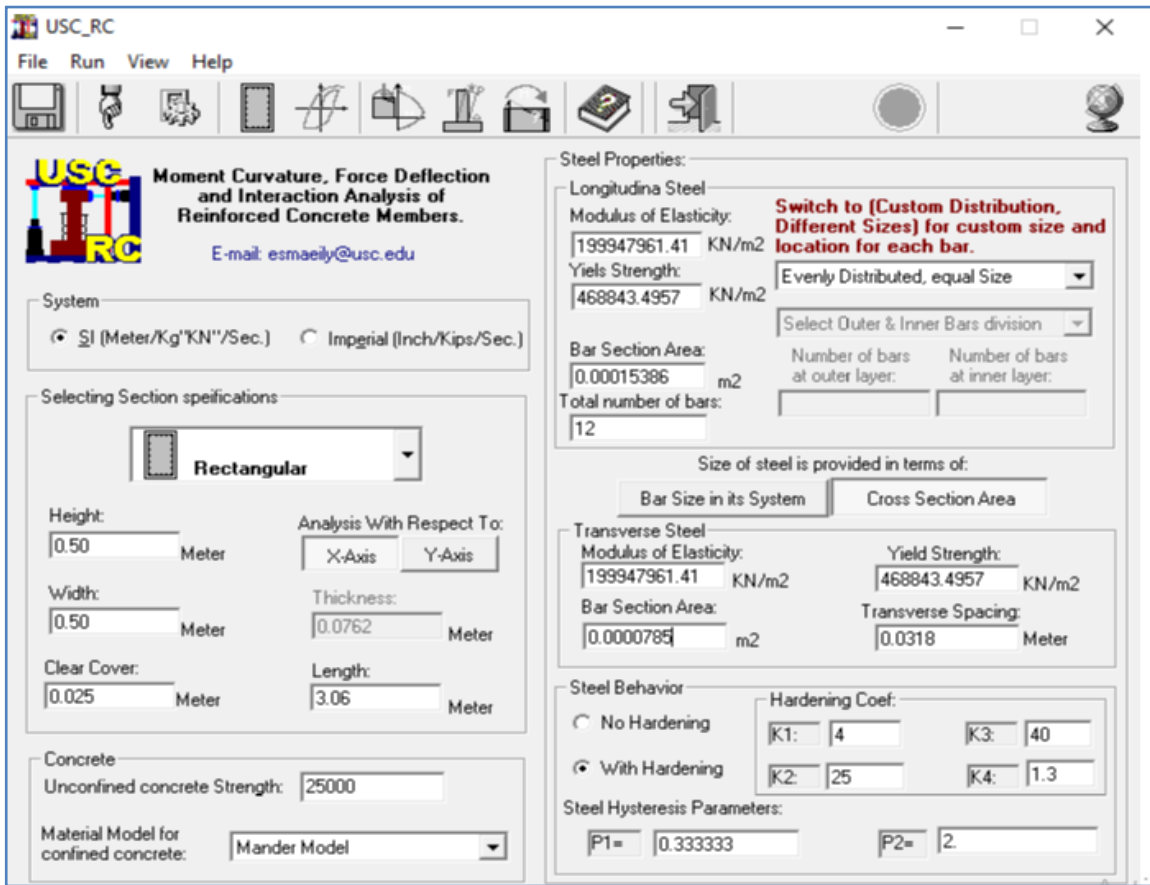 USC_RC
File Run View Help
USC
RC
Moment Curvature, Force Deflection
and Interaction Analysis of
Reinforced Concrete Members.
E-mail: esmaeily@usc.edu
System
SI (Meter/Kg"KN"/Sec.)
Imperial (Inch/Kips/Sec.)
Selecting Section speifications
Rectangular
Height:
0.50 Meter
Analysis With Respect To:
X-Axis Y-Axis
Width:
0.50 Meter
Thickness:
0.0762 Meter
Clear Cover:
0.025 Meter
Length:
3.06 Meter
Concrete
Unconfined concrete Strength: 25000
Material Model for
confined concrete: Mander Model
Steel Properties:
Longitudina Steel
Modulus of Elasticity:
199947961.41 KN/m2
Yiels Strength:
468843.4957 KN/m2
Switch to (Custom Distribution,
Different Sizes) for custom size and
location for each bar.
Evenly Distributed, equal Size
Select Outer & Inner Bars division
Bar Section Area:
0.00015386 m2
Total number of bars:
12
Number of bars
at outer layer:
Number of bars
at inner layer:
Size of steel is provided in terms of:
Bar Size in its System
Cross Section Area
Transverse Steel
Modulus of Elasticity:
199947961.41 KN/m2
Yield Strength:
468843.4957 KN/m2
Bar Section Area:
0.0000785 m2
Transverse Spacing:
0.0318 Meter
Steel Behavior
No Hardening
With Hardening
Hardening Coef:
K1: 4 K3: 40
K2: 25 K4: 1.3
Steel Hysteresis Parameters:
P1= 0.333333 P2= 2.